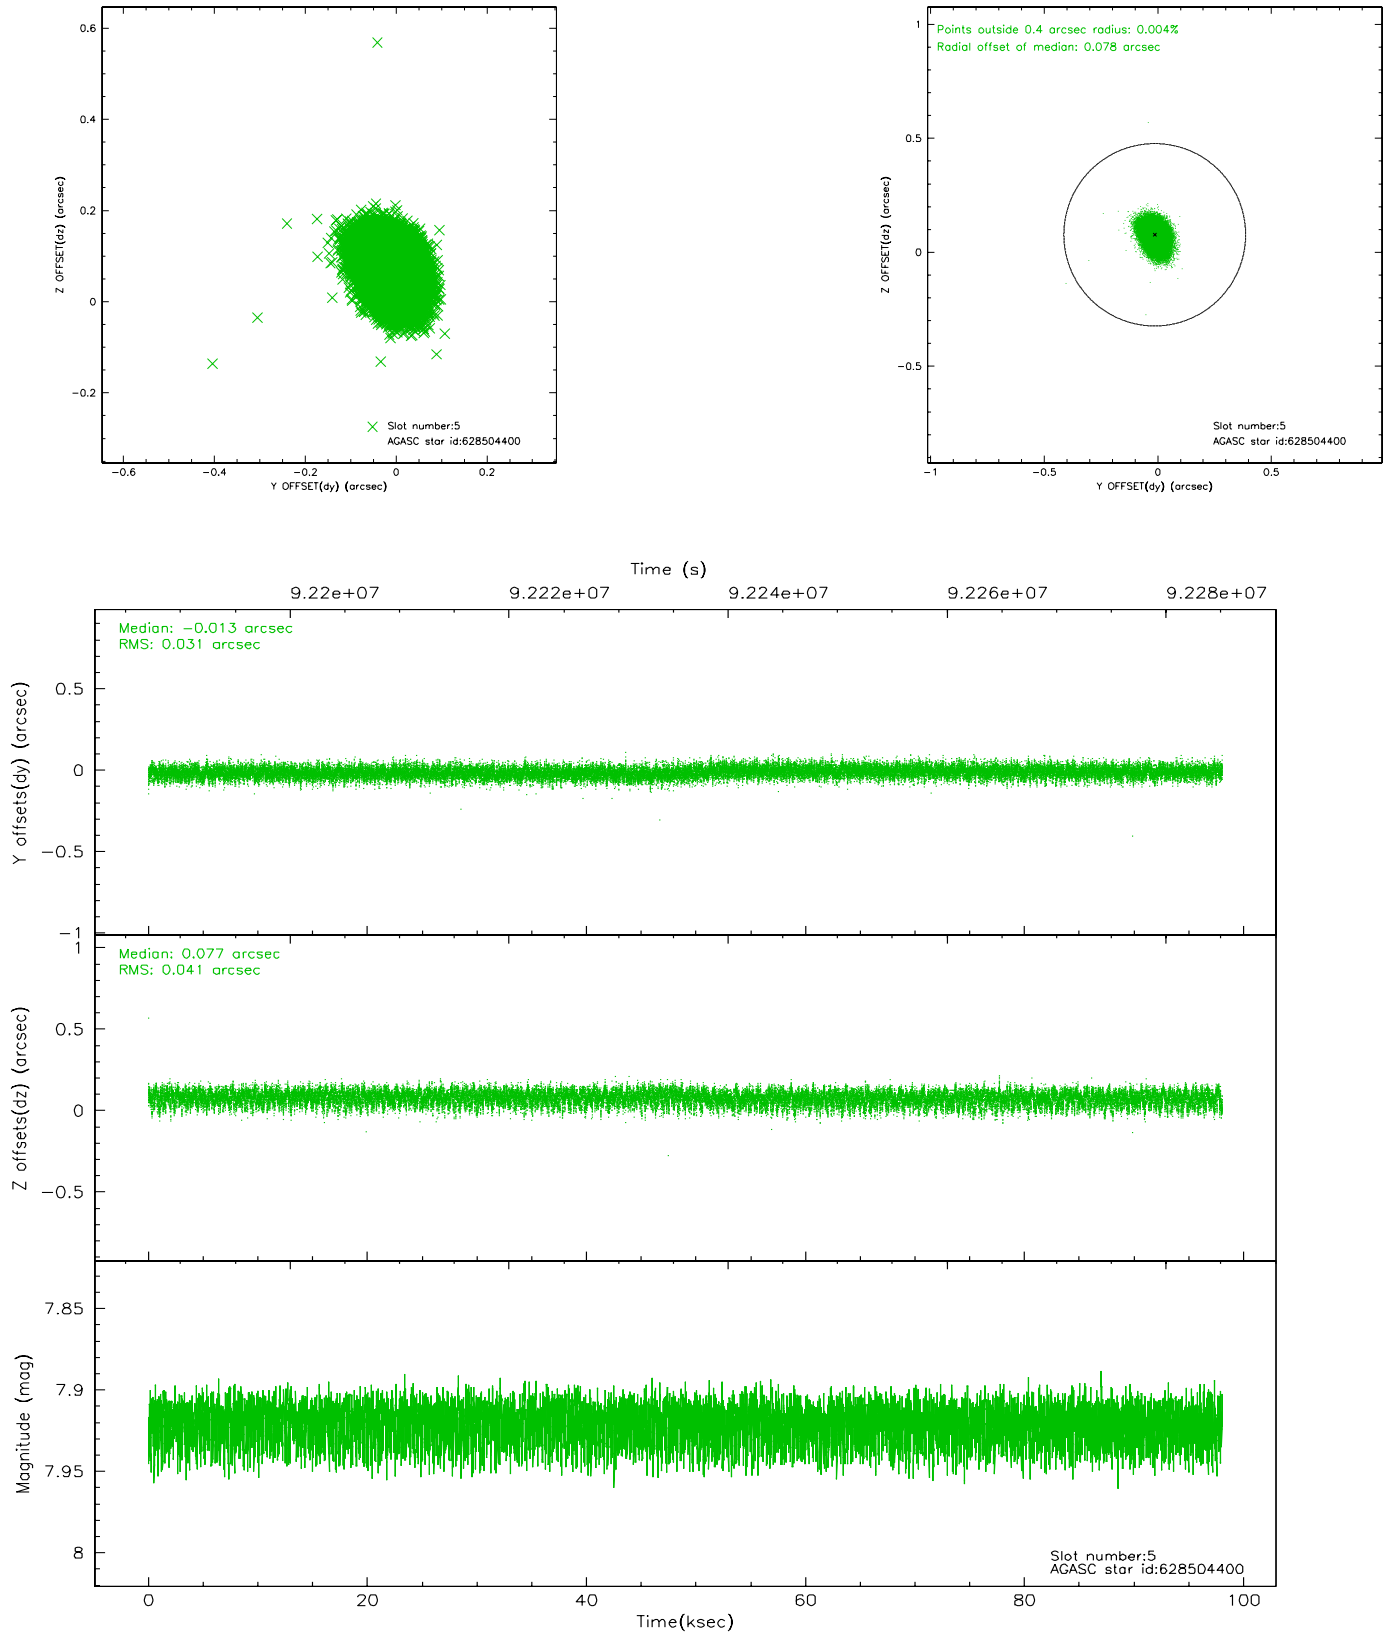 0.6
0.4
0.2
0
−0.2
Z OFFSET(dz) (arcsec)
−0.6
−0.4
−0.2
0
0.2
Y OFFSET(dy) (arcsec)
Slot number:5
AGASC star id:628504400
Points outside 0.4 arcsec radius: 0.004%
Radial offset of median: 0.078 arcsec
1
0.5
0
−0.5
Z OFFSET(dz) (arcsec)
−1
−0.5
0
0.5
Y OFFSET(dy) (arcsec)
Slot number:5
AGASC star id:628504400
Time (s)
9.22e+07
9.222e+07
9.224e+07
9.226e+07
9.228e+07
Median: −0.013 arcsec
RMS: 0.031 arcsec
0.5
0
−0.5
−1
Y offsets(dy) (arcsec)
Median: 0.077 arcsec
RMS: 0.041 arcsec
1
0.5
0
−0.5
Z offsets(dz) (arcsec)
7.85
7.9
7.95
8
Magnitude (mag)
Slot number:5
AGASC star id:628504400
0
20
40
60
80
100
Time(ksec)